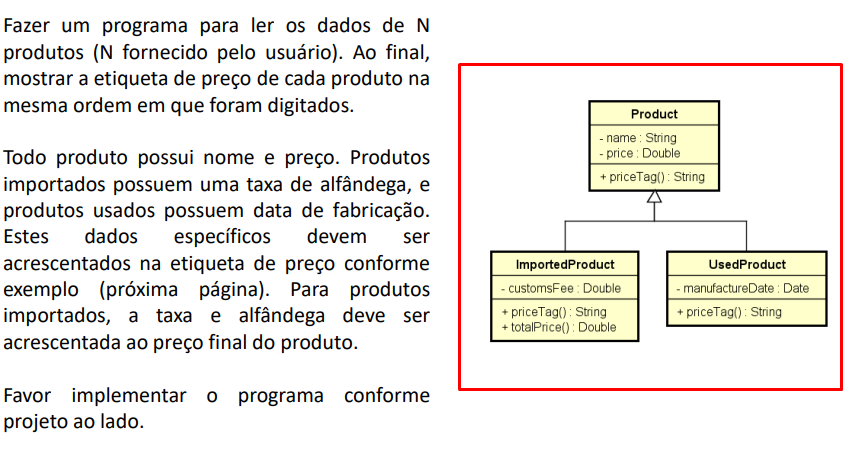 Fazer um programa para ler os dados de N
produtos (N fornecido pelo usuário). Ao final,
mostrar a etiqueta de preço de cada produto na
mesma ordem em que foram digitados.
Todo produto possui nome e preço. Produtos
importados possuem uma taxa de alfândega, e
produtos usados possuem data de fabricação.
Estes dados específicos devem ser
acrescentados na etiqueta de preço conforme
exemplo (próxima página). Para produtos
importados, a taxa e alfândega deve ser
acrescentada ao preço final do produto.
Favor implementar o programa conforme
projeto ao lado.
Product
- name : String
- price : Double
+ priceTag() : String
ImportedProduct
- customsFee : Double
+ priceTag() : String
+ totalPrice() : Double
UsedProduct
- manufactureDate : Date
+ priceTag() : String